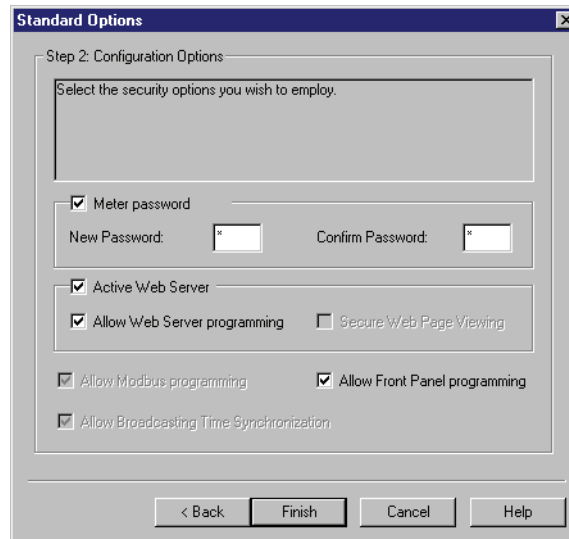 Standard Options
Step 2: Configuration Options
Select the security options you wish to employ.
Meter password
New Password: * Confirm Password: *
Active Web Server
Allow Web Server programming Secure Web Page Viewing
Allow Modbus programming Allow Front Panel programming
Allow Broadcasting Time Synchronization
< Back Finish Cancel Help